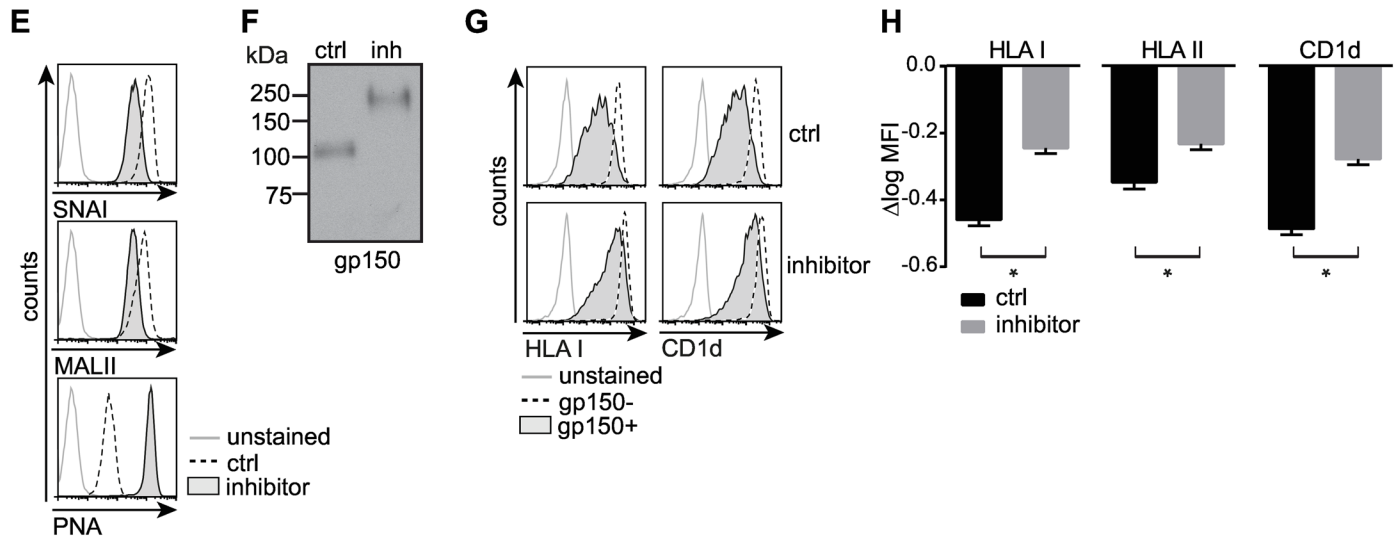 E
counts
SNAI
MALII
PNA
unstained
ctrl
inhibitor
F
kDa
ctrl inh
250
150
100
75
gp150
G
counts
ctrl
inhibitor
HLA I
CD1d
unstained
gp150-
gp150+
H
HLA I
HLA II
CD1d
Δlog MFI
0.0
-0.2
-0.4
-0.6
*
*
*
ctrl
inhibitor